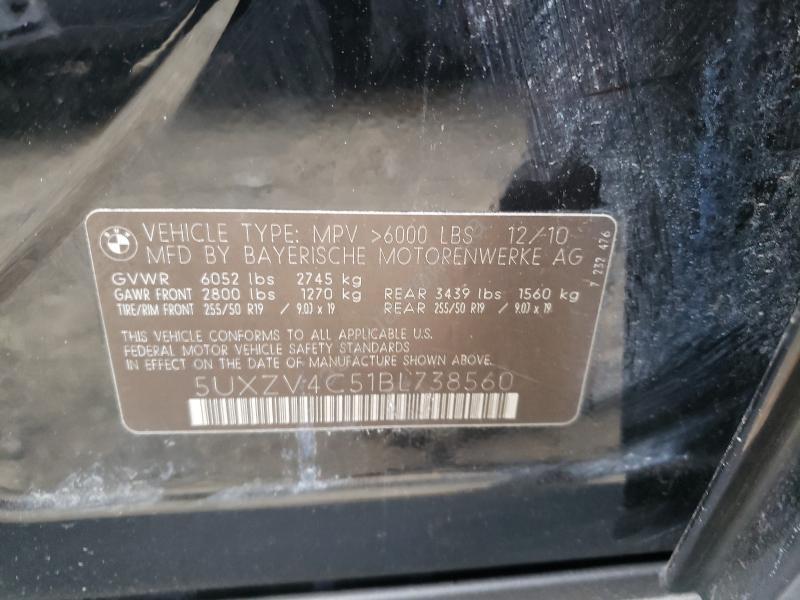 VEHICLE TYPE: MPV >6000 LBS 12/10
MFD BY BAYERISCHE MOTORENWERKE AG
GVWR 6052 lbs 2745 kg
GAWR FRONT 2800 lbs 1270 kg REAR 3439 lbs 1560 kg
TIRE/RIM FRONT 255/50 R19 / 9.0J x 19 REAR 255/50 R19 / 9.0J x 19
THIS VEHICLE CONFORMS TO ALL APPLICABLE U.S.
FEDERAL MOTOR VEHICLE SAFETY STANDARDS
IN EFFECT ON THE DATE OF MANUFACTURE SHOWN ABOVE.
5UXZV4C51BL738560
7 232 476